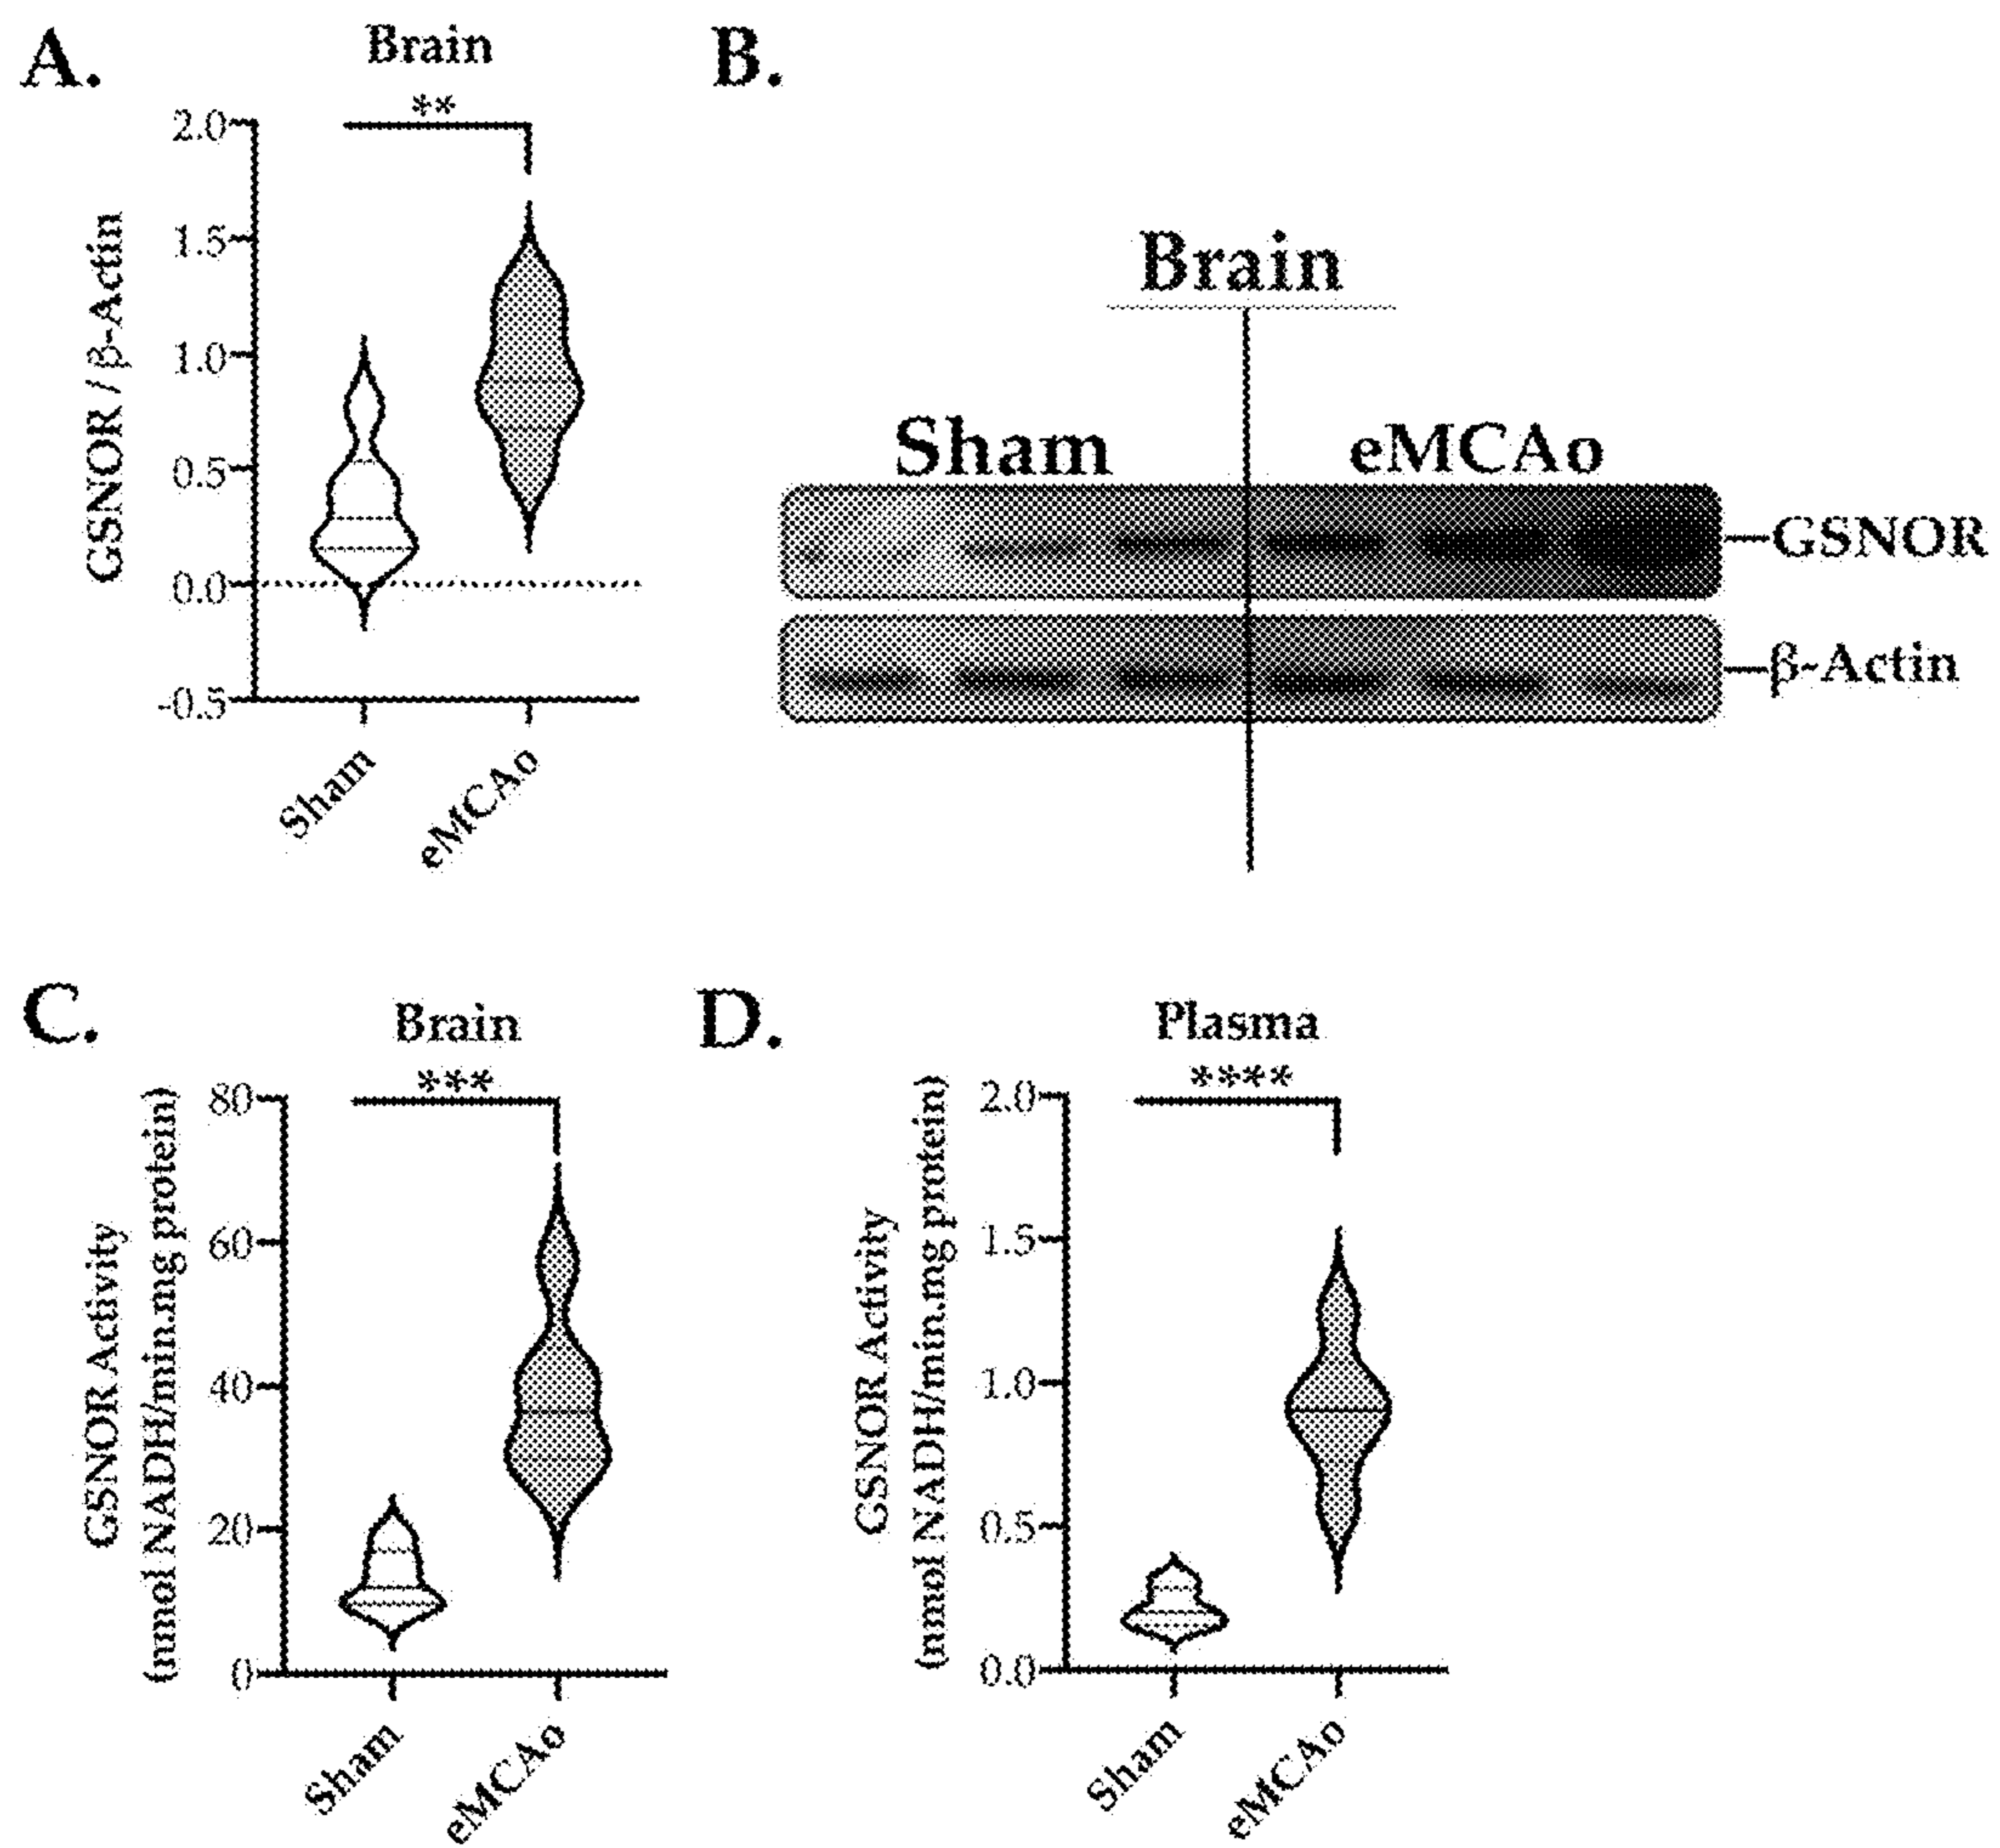 A.
Brain
**
GSNOR / β-Actin
2.0
1.5
1.0
0.5
0.0
-0.5
Sham
eMCAo
B.
Brain
Sham
eMCAo
GSNOR
β-Actin
C.
Brain
***
GSNOR Activity
(nmol NADH/min.mg protein)
80
60
40
20
0
Sham
eMCAo
D.
Plasma
****
GSNOR Activity
(nmol NADH/min.mg protein)
2.0
1.5
1.0
0.5
0.0
Sham
eMCAo